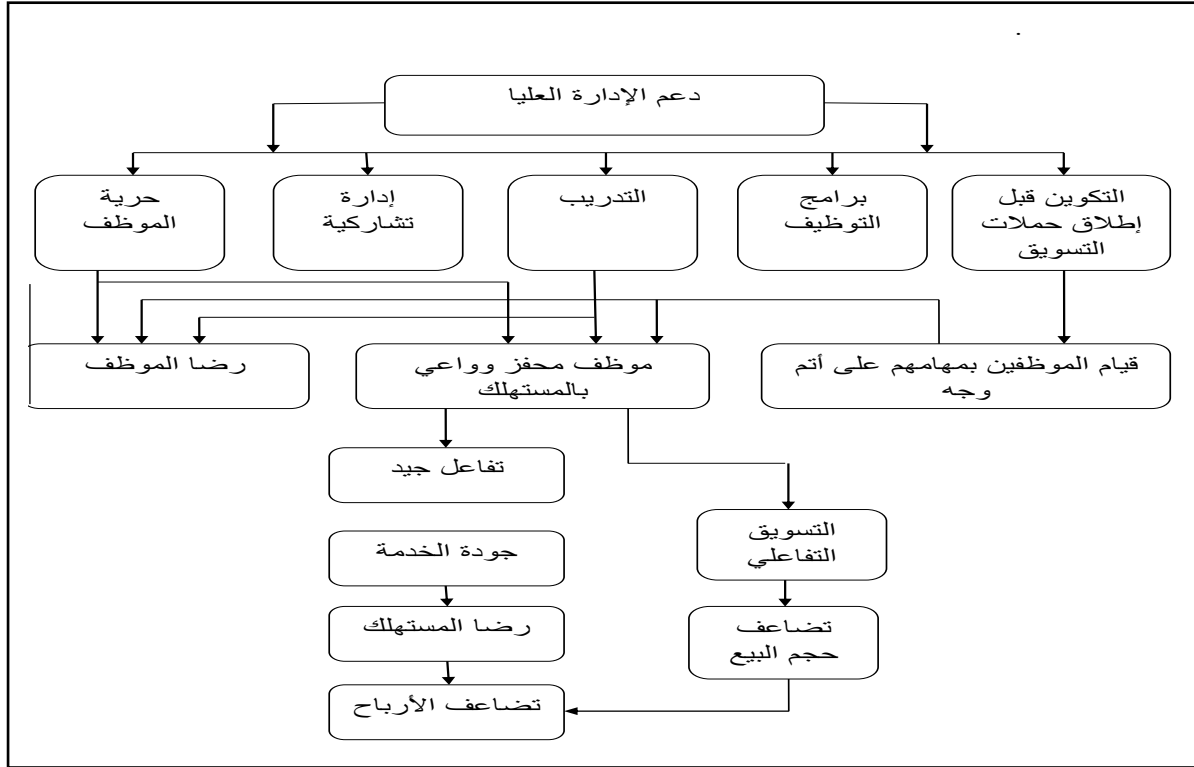 دعم الإدارة العليا
التكوين قبل
إطلاق حملات
التسويق
برامج
التوظيف
التدريب
إدارة
تشاركية
حرية
الموظف
قيام الموظفين بمهامهم على أتم
وجه
موظف محفز وواعي
بالمستهلك
رضا الموظف
تفاعل جيد
التسويق
التفاعلي
جودة الخدمة
تضاعف
حجم البيع
رضا المستهلك
تضاعف الأرباح